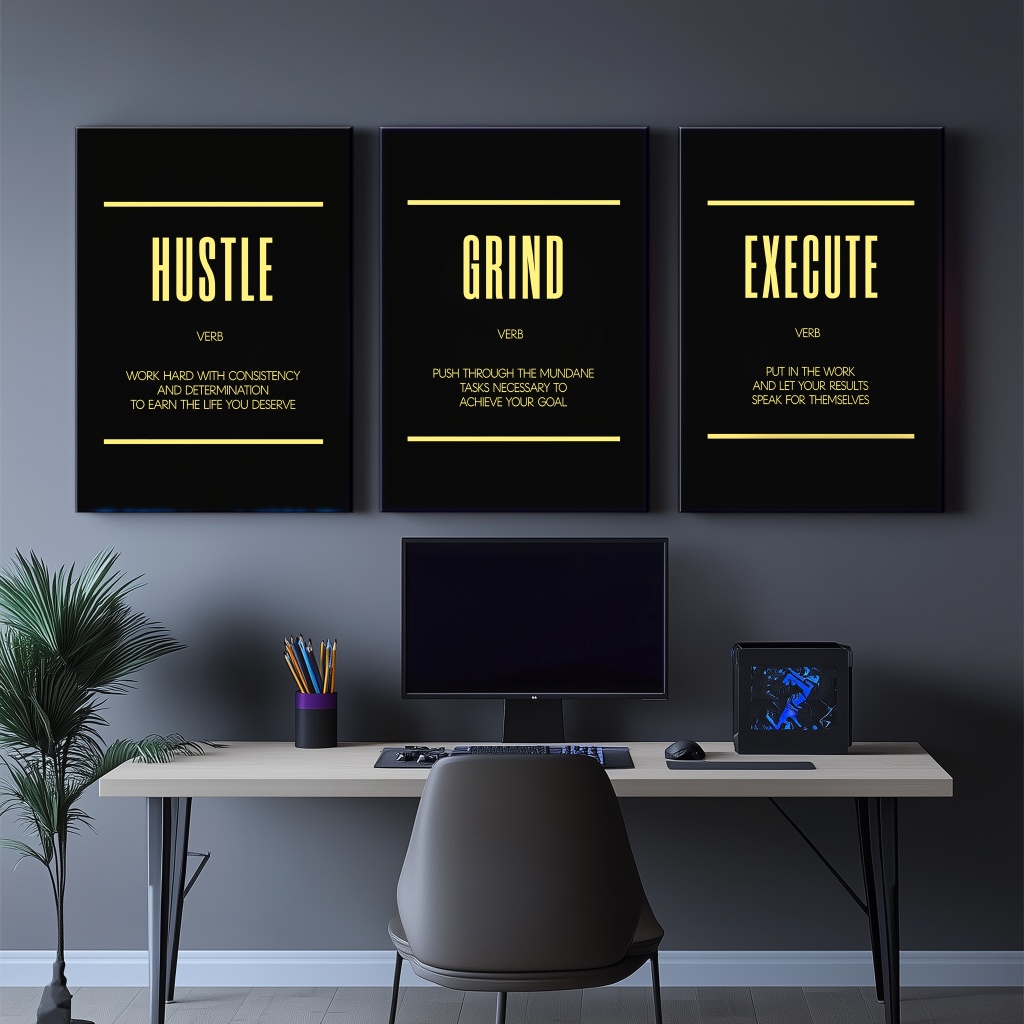 HUSTLE
VERB
WORK HARD WITH CONSISTENCY
AND DETERMINATION
TO EARN THE LIFE YOU DESERVE
GRIND
VERB
PUSH THROUGH THE MUNDANE
TASKS NECESSARY TO
ACHIEVE YOUR GOAL
EXECUTE
VERB
PUT IN THE WORK
AND LET YOUR RESULTS
SPEAK FOR THEMSELVES